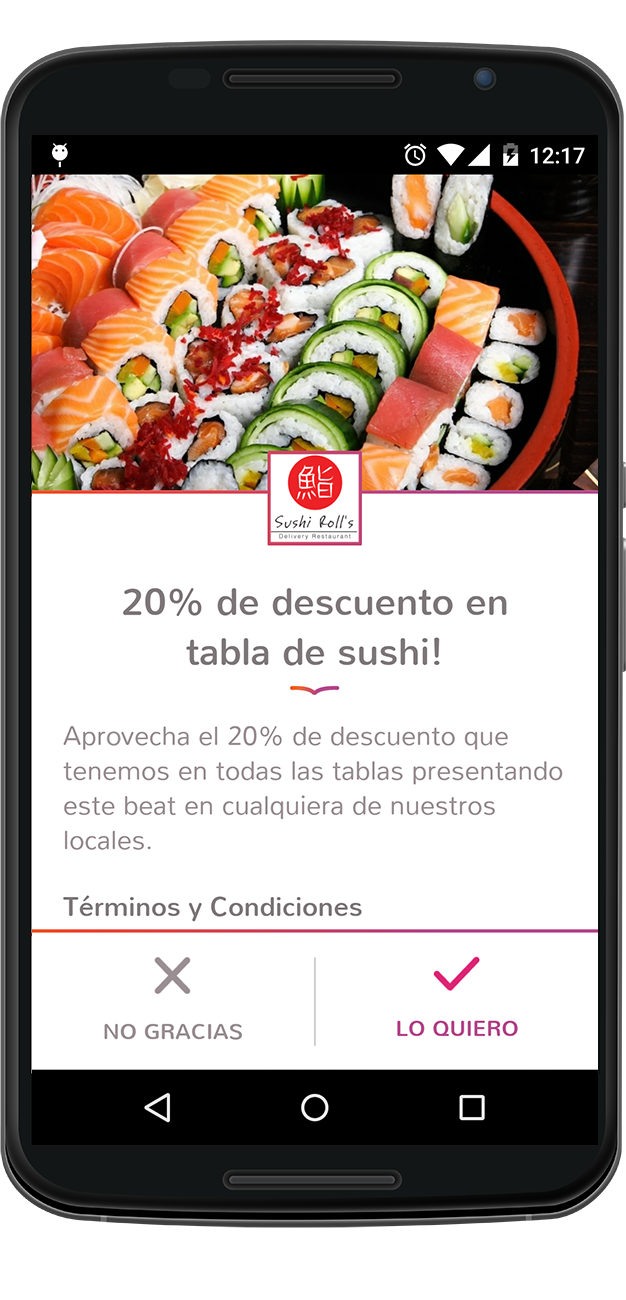 12:17
鮨
Sushi Roll's
Delivery Restaurant
20% de descuento en
tabla de sushi!
Aprovecha el 20% de descuento que
tenemos en todas las tablas presentando
este beat en cualquiera de nuestros
locales.
Términos y Condiciones
NO GRACIAS
LO QUIERO